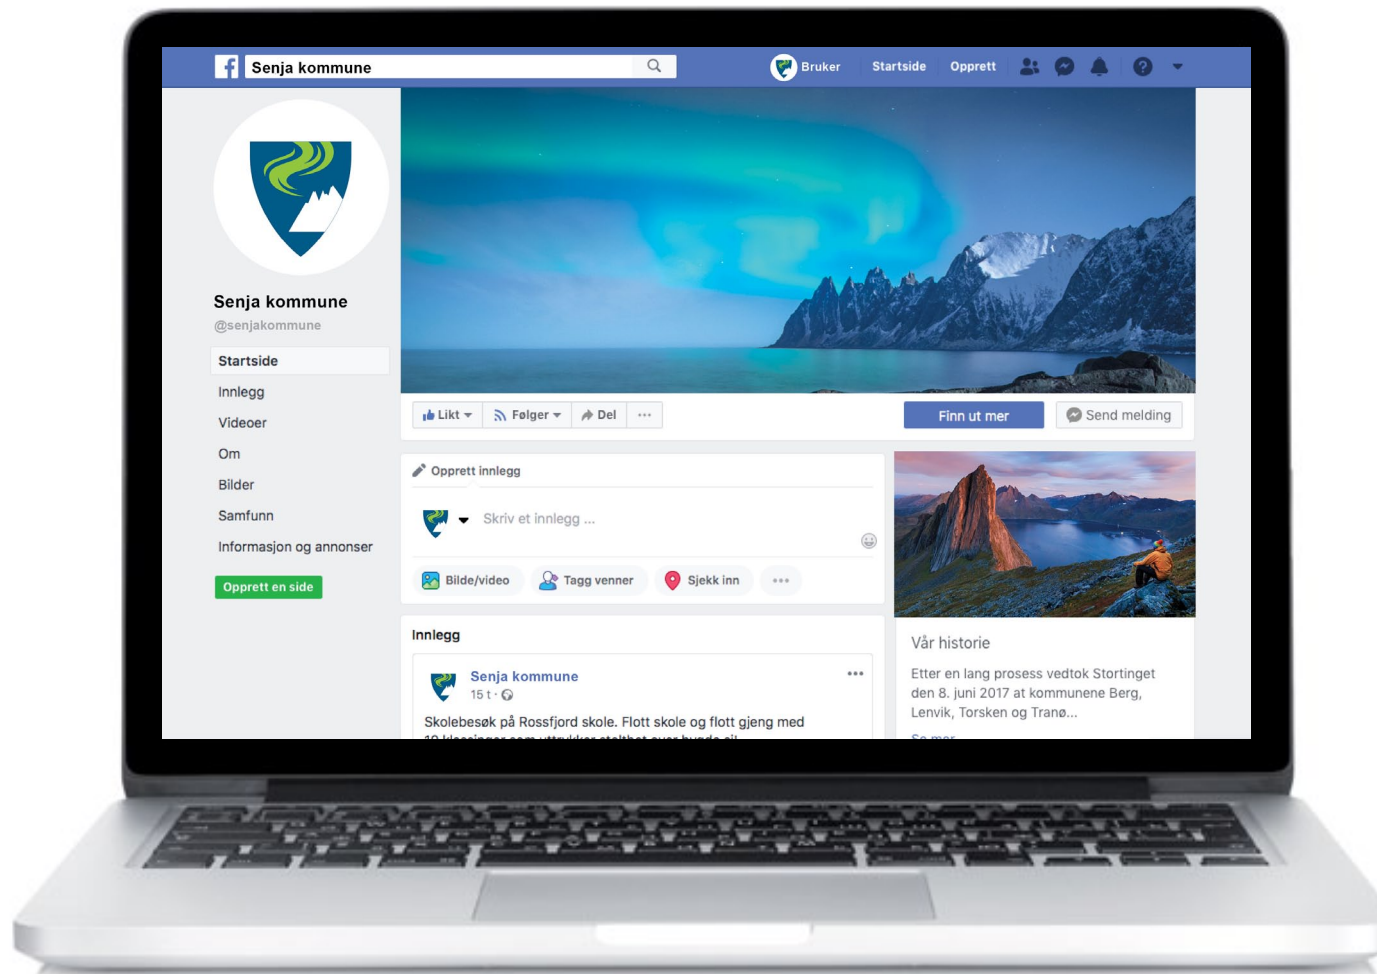 Senja kommune
Bruker
Startside
Opprett
Senja kommune
@senjakommune
Startside
Innlegg
Videoer
Om
Bilder
Samfunn
Informasjon og annonser
Opprett en side
Likt
Følger
Del
Finn ut mer
Send melding
Opprett innlegg
Skriv et innlegg ...
Bilde/video
Tagg venner
Sjekk inn
Innlegg
Senja kommune
15 t ·
Skolebesøk på Rossfjord skole. Flott skole og flott gjeng med
Vår historie
Etter en lang prosess vedtok Stortinget
den 8. juni 2017 at kommunene Berg,
Lenvik, Torsken og Tranø...
Se mer